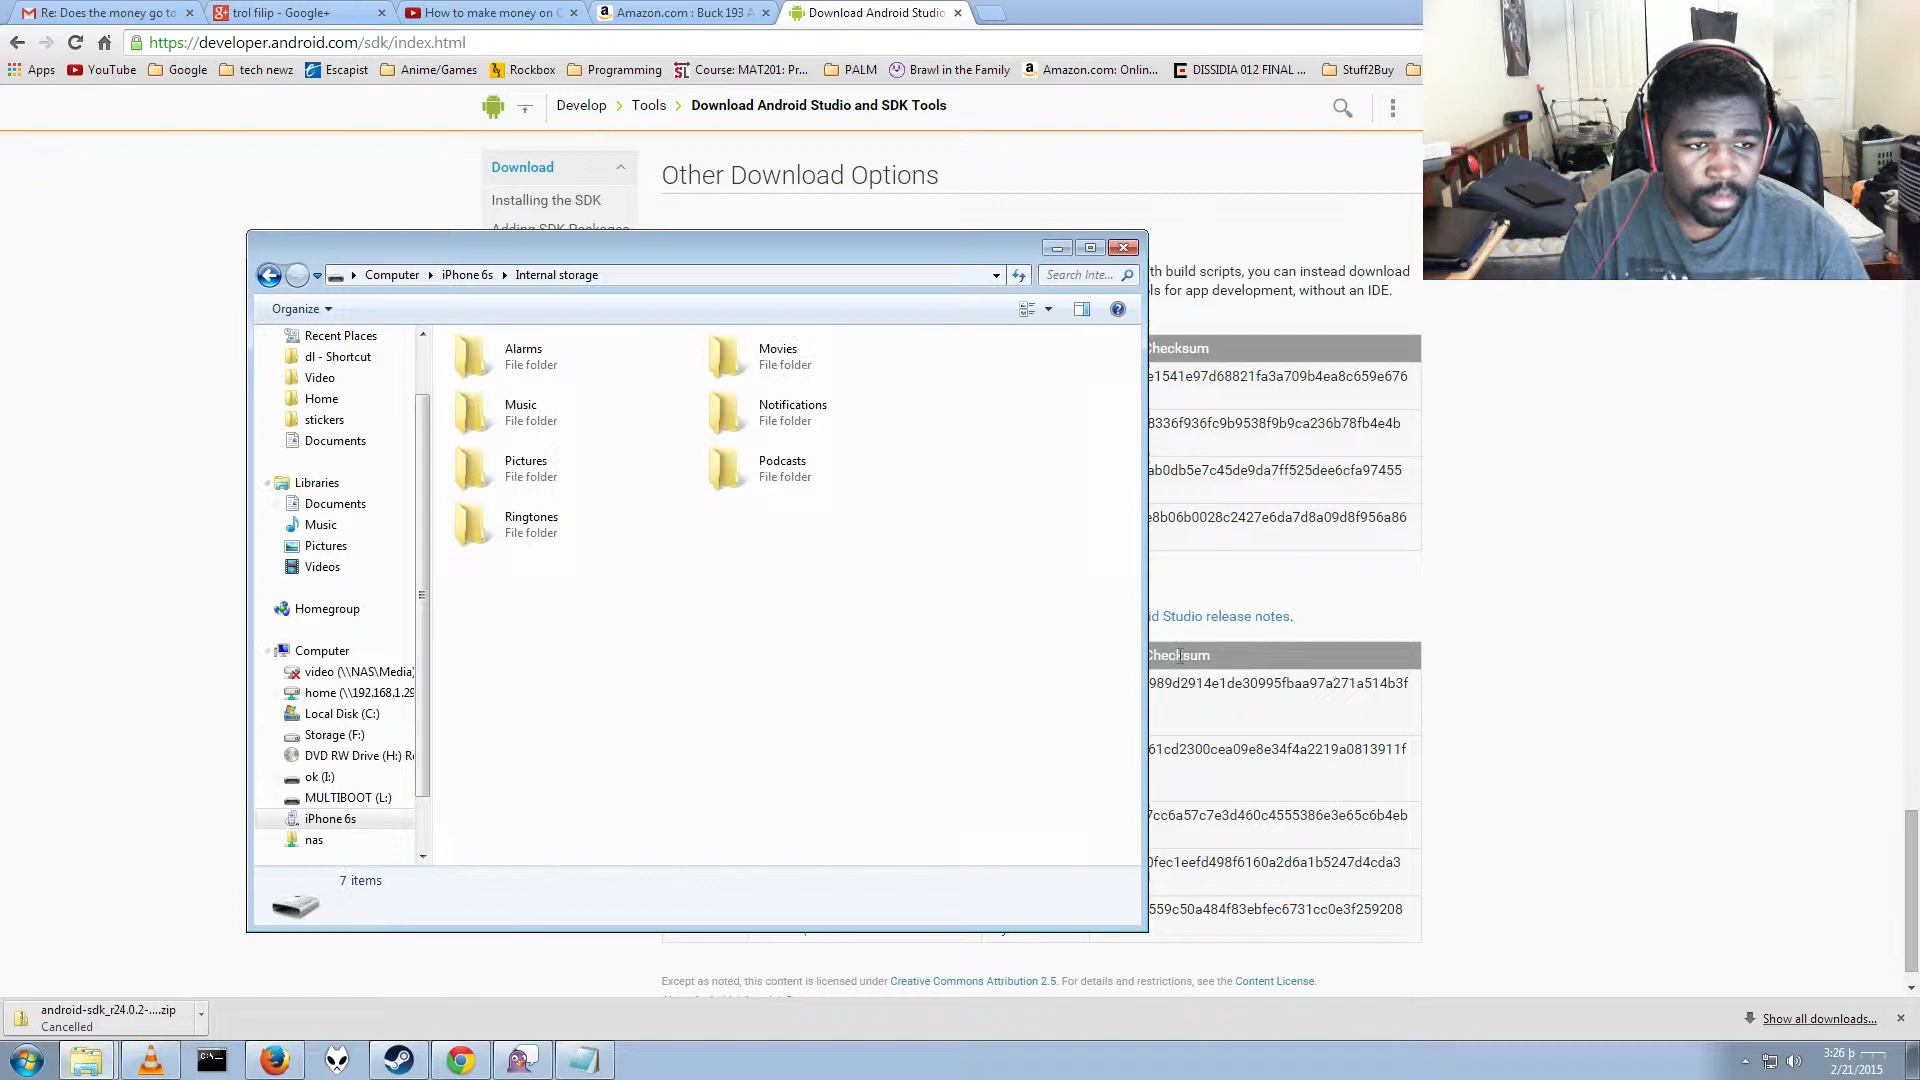 Re: Does the money go to
trol filip - Google+
How to make money on
Amazon.com : Buck 193 A
Download Android Studio
https://developer.android.com/sdk/index.html
Apps
YouTube
Google
tech newz
Escapist
Anime/Games
Rockbox
Programming
Course: MAT201: Pr...
PALM
Brawl in the Family
Amazon.com: Onlin...
DISSIDIA 012 FINAL ...
Stuff2Buy
Develop > Tools > Download Android Studio and SDK Tools
Download
Installing the SDK
Adding SDK Packages
Other Download Options
th build scripts, you can instead download
ls for app development, without an IDE.
Computer
iPhone 6s
Internal storage
Search Inte...
Organize
Recent Places
dl - Shortcut
Video
Home
stickers
Documents
Libraries
Documents
Music
Pictures
Videos
Homegroup
Computer
video (\\NAS\Media)
home (\\192.168.1.29
Local Disk (C:)
Storage (F:)
DVD RW Drive (H:) R
ok (I:)
MULTIBOOT (L:)
iPhone 6s
nas
Alarms
File folder
Movies
File folder
Music
File folder
Notifications
File folder
Pictures
File folder
Podcasts
File folder
Ringtones
File folder
7 items
Checksum
e1541e97d68821fa3a709b4ea8c659e676
8336f936fc9b9538f9b9ca236b78fb4e4b
ab0db5e7c45de9da7ff525dee6cfa97455
e8b06b0028c2427e6da7d8a09d8f956a86
id Studio release notes.
Checksum
989d2914e1de30995fbaa97a271a514b3f
61cd2300cea09e8e34f4a2219a0813911f
7cc6a57c7e3d460c4555386e3e65c6b4eb
0fec1eefd498f6160a2d6a1b5247d4cda3
559c50a484f83ebfec6731cc0e3f259208
Except as noted, this content is licensed under Creative Commons Attribution 2.5. For details and restrictions, see the Content License.
android-sdk_r24.0.2-....zip
Cancelled
Show all downloads...
3:26
2/21/2015